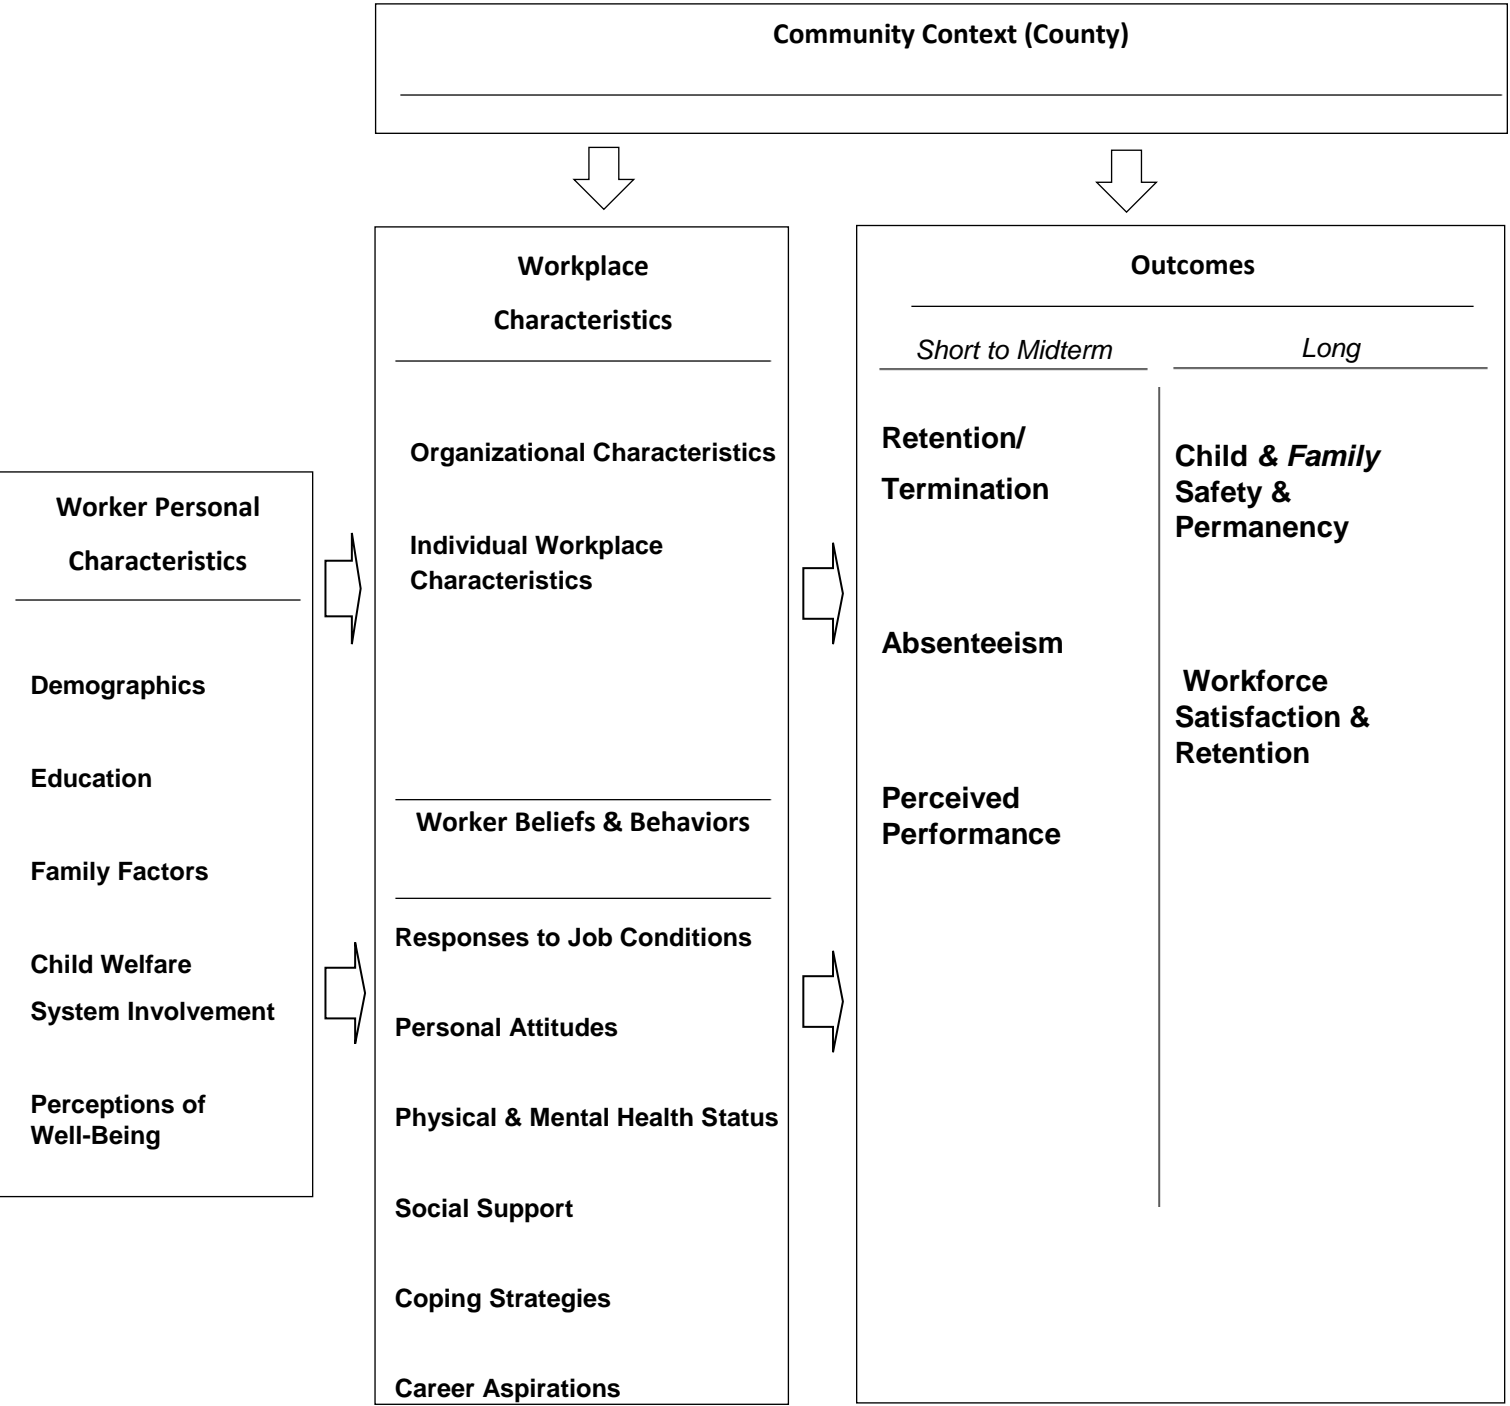 Community Context (County)
Worker Personal
Characteristics
Demographics
Education
Family Factors
Child Welfare
System Involvement
Perceptions of
Well-Being
Workplace
Characteristics
Organizational Characteristics
Individual Workplace
Characteristics
Worker Beliefs & Behaviors
Responses to Job Conditions
Personal Attitudes
Physical & Mental Health Status
Social Support
Coping Strategies
Career Aspirations
Outcomes
Short to Midterm
Retention/
Termination
Absenteeism
Perceived
Performance
Long
Child & Family
Safety &
Permanency
Workforce
Satisfaction &
Retention